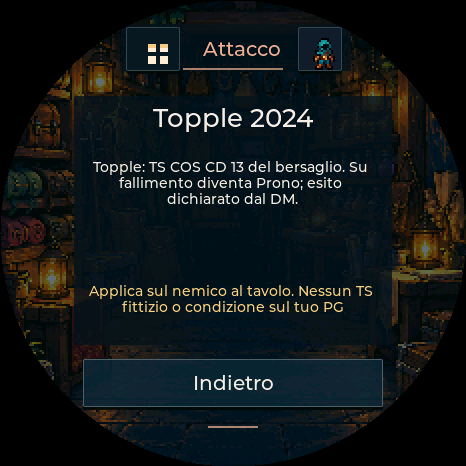 Attacco
Topple 2024
Topple: TS COS CD 13 del bersaglio. Su
fallimento diventa Prono; esito
dichiarato dal DM.
Applica sul nemico al tavolo. Nessun TS
fittizio o condizione sul tuo PG
Indietro